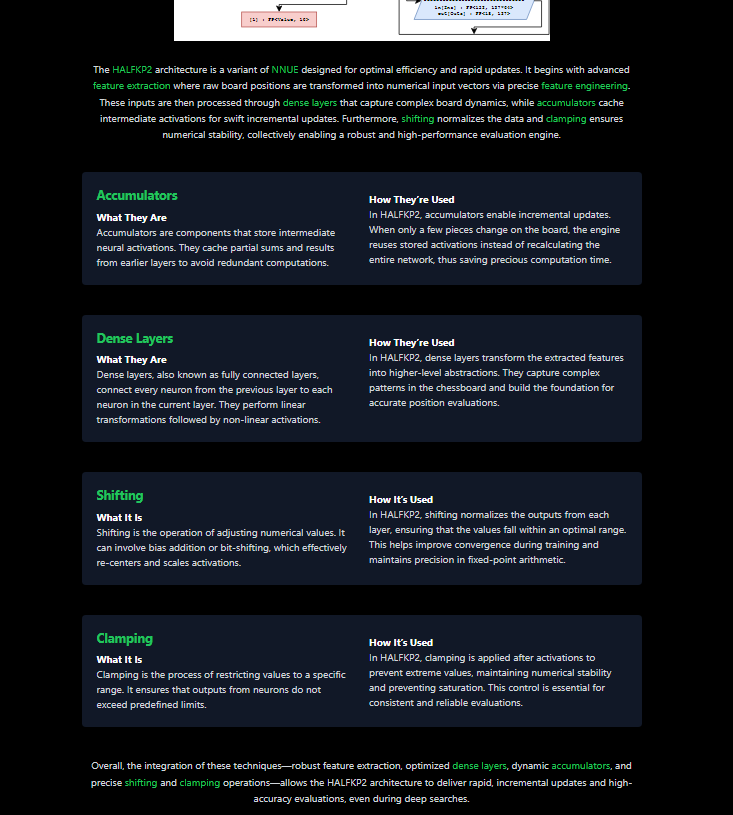 [1] : FP<Value, 16>
The HALFKP2 architecture is a variant of NNUE designed for optimal efficiency and rapid updates. It begins with advanced
feature extraction where raw board positions are transformed into numerical input vectors via precise feature engineering.
These inputs are then processed through dense layers that capture complex board dynamics, while accumulators cache
intermediate activations for swift incremental updates. Furthermore, shifting normalizes the data and clamping ensures
numerical stability, collectively enabling a robust and high-performance evaluation engine.
Accumulators
What They Are
Accumulators are components that store intermediate
neural activations. They cache partial sums and results
from earlier layers to avoid redundant computations.
How They're Used
In HALFKP2, accumulators enable incremental updates.
When only a few pieces change on the board, the engine
reuses stored activations instead of recalculating the
entire network, thus saving precious computation time.
Dense Layers
What They Are
Dense layers, also known as fully connected layers,
connect every neuron from the previous layer to each
neuron in the current layer. They perform linear
transformations followed by non-linear activations.
How They're Used
In HALFKP2, dense layers transform the extracted features
into higher-level abstractions. They capture complex
patterns in the chessboard and build the foundation for
accurate position evaluations.
Shifting
What It Is
Shifting is the operation of adjusting numerical values. It
can involve bias addition or bit-shifting, which effectively
re-centers and scales activations.
How It's Used
In HALFKP2, shifting normalizes the outputs from each
layer, ensuring that the values fall within an optimal range.
This helps improve convergence during training and
maintains precision in fixed-point arithmetic.
Clamping
What It Is
Clamping is the process of restricting values to a specific
range. It ensures that outputs from neurons do not
exceed predefined limits.
How It's Used
In HALFKP2, clamping is applied after activations to
prevent extreme values, maintaining numerical stability
and preventing saturation. This control is essential for
consistent and reliable evaluations.
Overall, the integration of these techniques—robust feature extraction, optimized dense layers, dynamic accumulators, and
precise shifting and clamping operations—allows the HALFKP2 architecture to deliver rapid, incremental updates and high-
accuracy evaluations, even during deep searches.